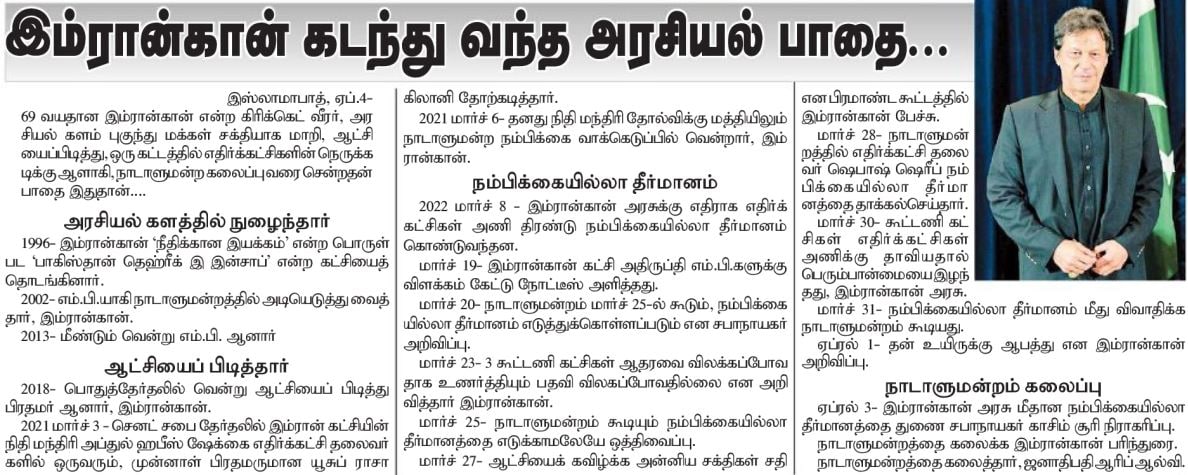 இம்ரான்கான் கடந்து வந்த அரசியல் பாதை...
இஸ்லாமாபாத், ஏப்.4-
69 வயதான இம்ரான்கான் என்ற கிரிக்கெட் வீரர், அர
சியல் களம் புகுந்து மக்கள் சக்தியாக மாறி, ஆட்சி
யைப்பிடித்து, ஒரு கட்டத்தில் எதிர்க்கட்சிகளின் நெருக்க
டிக்கு ஆளாகி, நாடாளுமன்ற கலைப்புவரை சென்றதன்
பாதை இதுதான்....
அரசியல் களத்தில் நுழைந்தார்
1996- இம்ரான்கான் ‘நீதிக்கான இயக்கம்’ என்ற பொருள்
பட ‘பாகிஸ்தான் தெஹ்ரீக் இ இன்சாப்’ என்ற கட்சியைத்
தொடங்கினார்.
2002- எம்.பி.யாகி நாடாளுமன்றத்தில் அடியெடுத்து வைத்
தார், இம்ரான்கான்.
2013- மீண்டும் வென்று எம்.பி. ஆனார்
ஆட்சியைப் பிடித்தார்
2018- பொதுத்தேர்தலில் வென்று ஆட்சியைப் பிடித்து
பிரதமர் ஆனார், இம்ரான்கான்.
2021 மார்ச் 3 - செனட் சபை தேர்தலில் இம்ரான் கட்சியின்
நிதி மந்திரி அப்துல் ஹபீஸ் ஷேக்கை எதிர்க்கட்சி தலைவர்
களில் ஒருவரும், முன்னாள் பிரதமருமான யூசுப் ராசா
கிலானி தோற்கடித்தார்.
2021 மார்ச் 6- தனது நிதி மந்திரி தோல்விக்கு மத்தியிலும்
நாடாளுமன்ற நம்பிக்கை வாக்கெடுப்பில் வென்றார், இம்
ரான்கான்.
நம்பிக்கையில்லா தீர்மானம்
2022 மார்ச் 8 - இம்ரான்கான் அரசுக்கு எதிராக எதிர்க்
கட்சிகள் அணி திரண்டு நம்பிக்கையில்லா தீர்மானம்
கொண்டுவந்தன.
மார்ச் 19- இம்ரான்கான் கட்சி அதிருப்தி எம்.பி.களுக்கு
விளக்கம் கேட்டு நோட்டீஸ் அளித்தது.
மார்ச் 20- நாடாளுமன்றம் மார்ச் 25-ல் கூடும், நம்பிக்கை
யில்லா தீர்மானம் எடுத்துக்கொள்ளப்படும் என சபாநாயகர்
அறிவிப்பு.
மார்ச் 23- 3 கூட்டணி கட்சிகள் ஆதரவை விலக்கப்போவ
தாக உணர்த்தியும் பதவி விலகப்போவதில்லை என அறி
வித்தார் இம்ரான்கான்.
மார்ச் 25- நாடாளுமன்றம் கூடியும் நம்பிக்கையில்லா
தீர்மானத்தை எடுக்காமலேயே ஒத்திவைப்பு.
மார்ச் 27- ஆட்சியைக் கவிழ்க்க அன்னிய சக்திகள் சதி
என பிரமாண்ட கூட்டத்தில்
இம்ரான்கான் பேச்சு.
மார்ச் 28- நாடாளுமன்
றத்தில் எதிர்க்கட்சி தலை
வர் ஷெபாஷ் ஷெரீப் நம்
பிக்கையில்லா தீர்மா
னத்தை தாக்கல்செய்தார்.
மார்ச் 30- கூட்டணி கட்
சிகள் எதிர்க்கட்சிகள்
அணிக்கு தாவியதால்
பெரும்பான்மையை இழந்
தது, இம்ரான்கான் அரசு.
மார்ச் 31- நம்பிக்கையில்லா தீர்மானம் மீது விவாதிக்க
நாடாளுமன்றம் கூடியது.
ஏப்ரல் 1- தன் உயிருக்கு ஆபத்து என இம்ரான்கான்
அறிவிப்பு.
நாடாளுமன்றம் கலைப்பு
ஏப்ரல் 3- இம்ரான்கான் அரசு மீதான நம்பிக்கையில்லா
தீர்மானத்தை துணை சபாநாயகர் காசிம் சூரி நிராகரிப்பு.
நாடாளுமன்றத்தை கலைக்க இம்ரான்கான் பரிந்துரை.
நாடாளுமன்றத்தை கலைத்தார், ஜனாதிபதி ஆரிப் ஆல்வி.